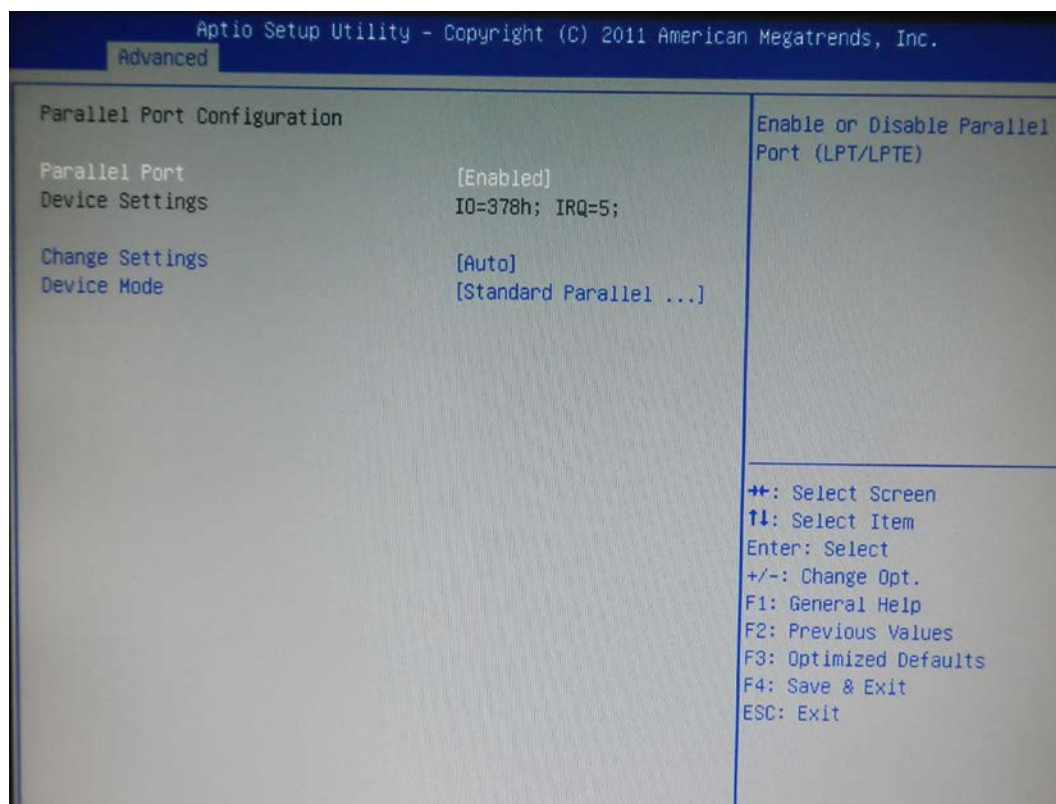 Aptio Setup Utility - Copyright (C) 2011 American Megatrends, Inc.
Advanced
Parallel Port Configuration
Parallel Port [Enabled]
Device Settings IO=378h; IRQ=5;
Change Settings [Auto]
Device Mode [Standard Parallel ...]
Enable or Disable Parallel
Port (LPT/LPTE)
→←: Select Screen
↑↓: Select Item
Enter: Select
+/-: Change Opt.
F1: General Help
F2: Previous Values
F3: Optimized Defaults
F4: Save & Exit
ESC: Exit